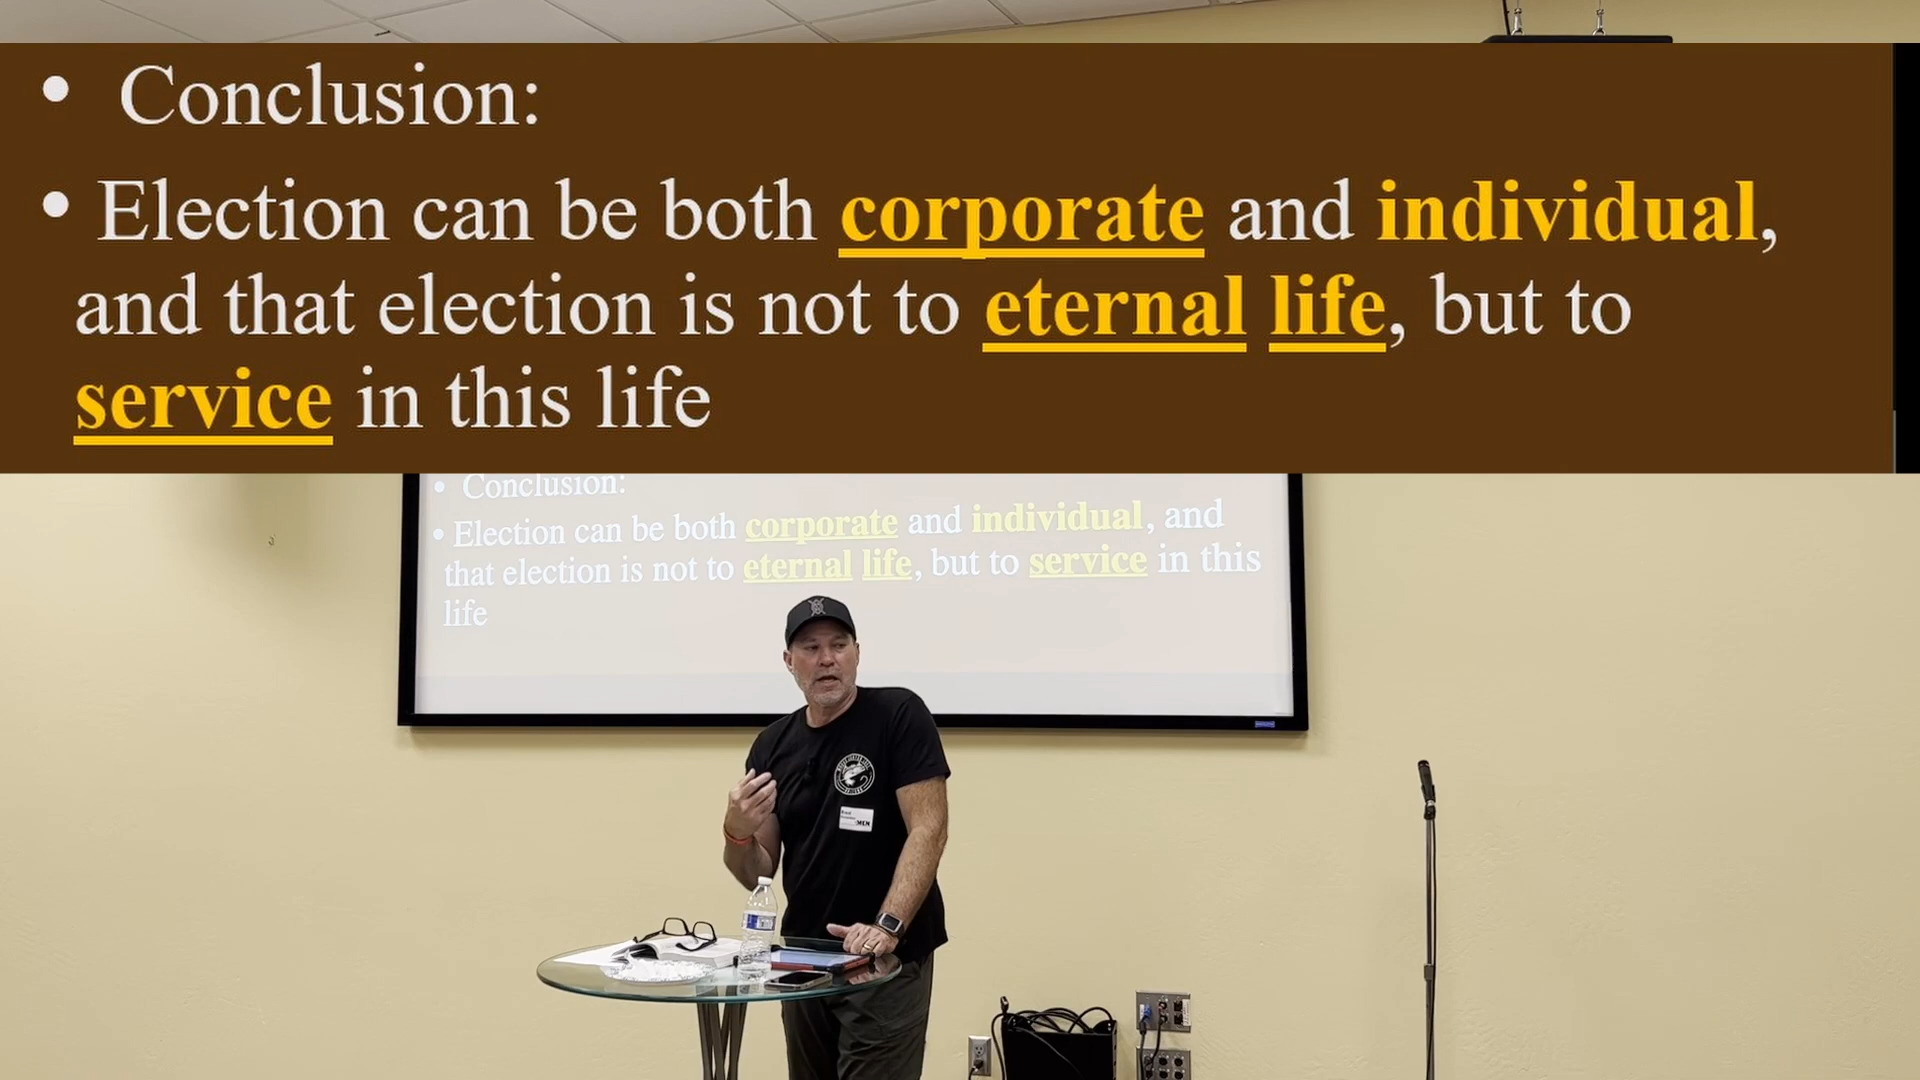 • Conclusion:
• Election can be both corporate and individual,
and that election is not to eternal life, but to
service in this life
• Conclusion:
• Election can be both corporate and individual, and
that election is not to eternal life, but to service in this
life
MEN